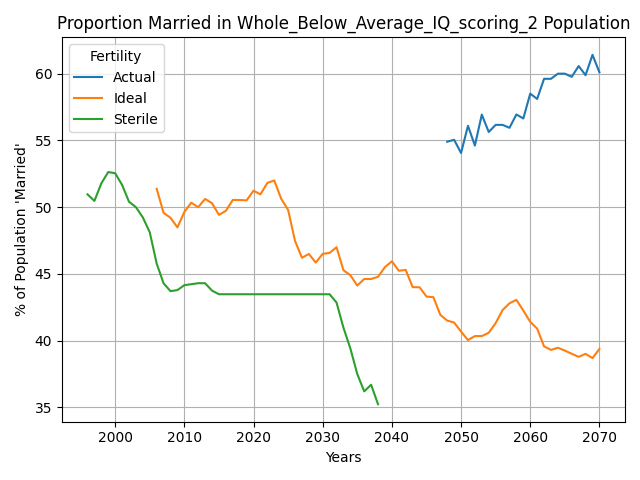 Proportion Married in Whole_Below_Average_IQ_scoring_2 Population
Fertility
Actual
Ideal
Sterile
% of Population 'Married'
60
55
50
45
40
35
2000
2010
2020
2030
2040
2050
2060
2070
Years